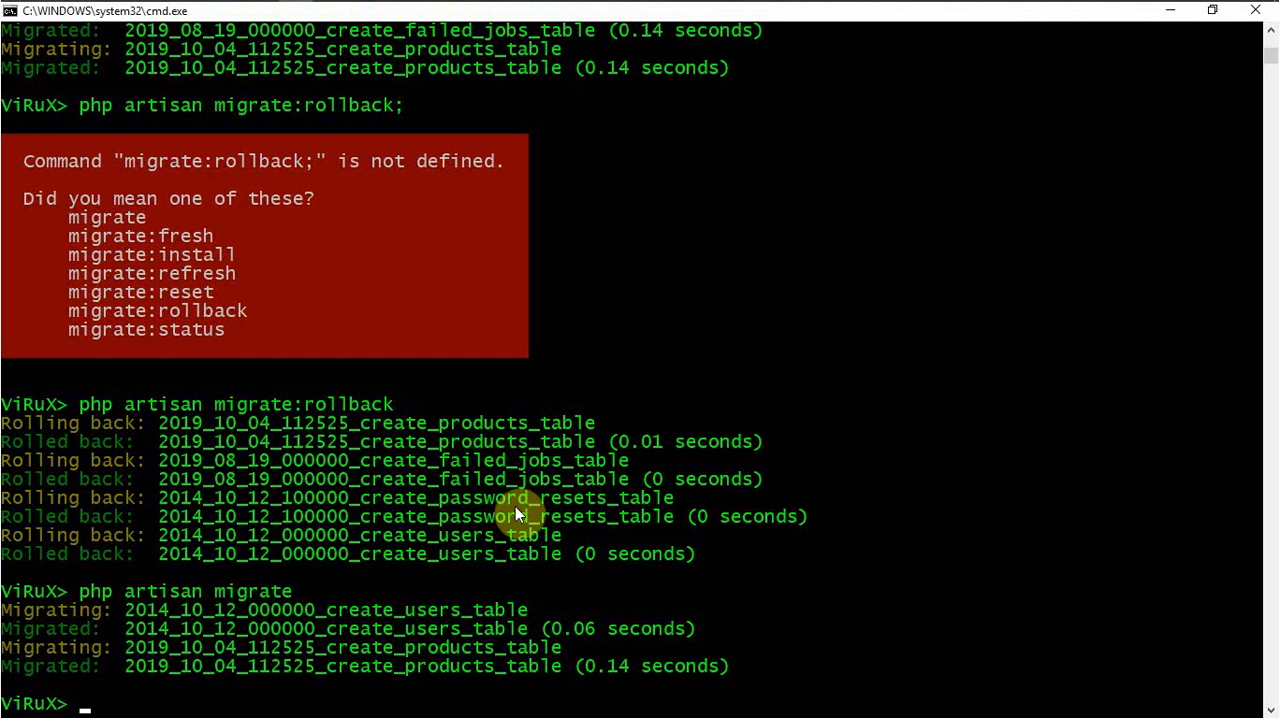 C:\WINDOWS\system32\cmd.exe
Migrated:  2019_08_19_000000_create_failed_jobs_table (0.14 seconds)
Migrating: 2019_10_04_112525_create_products_table
Migrated:  2019_10_04_112525_create_products_table (0.14 seconds)
ViRuX> php artisan migrate:rollback;
Command "migrate:rollback;" is not defined.
Did you mean one of these?
migrate
migrate:fresh
migrate:install
migrate:refresh
migrate:reset
migrate:rollback
migrate:status
ViRuX> php artisan migrate:rollback
Rolling back: 2019_10_04_112525_create_products_table
Rolled back:  2019_10_04_112525_create_products_table (0.01 seconds)
Rolling back: 2019_08_19_000000_create_failed_jobs_table
Rolled back:  2019_08_19_000000_create_failed_jobs_table (0 seconds)
Rolling back: 2014_10_12_100000_create_password_resets_table
Rolled back:  2014_10_12_100000_create_password_resets_table (0 seconds)
Rolling back: 2014_10_12_000000_create_users_table
Rolled back:  2014_10_12_000000_create_users_table (0 seconds)
ViRuX> php artisan migrate
Migrating: 2014_10_12_000000_create_users_table
Migrated:  2014_10_12_000000_create_users_table (0.06 seconds)
Migrating: 2019_10_04_112525_create_products_table
Migrated:  2019_10_04_112525_create_products_table (0.14 seconds)
ViRuX>